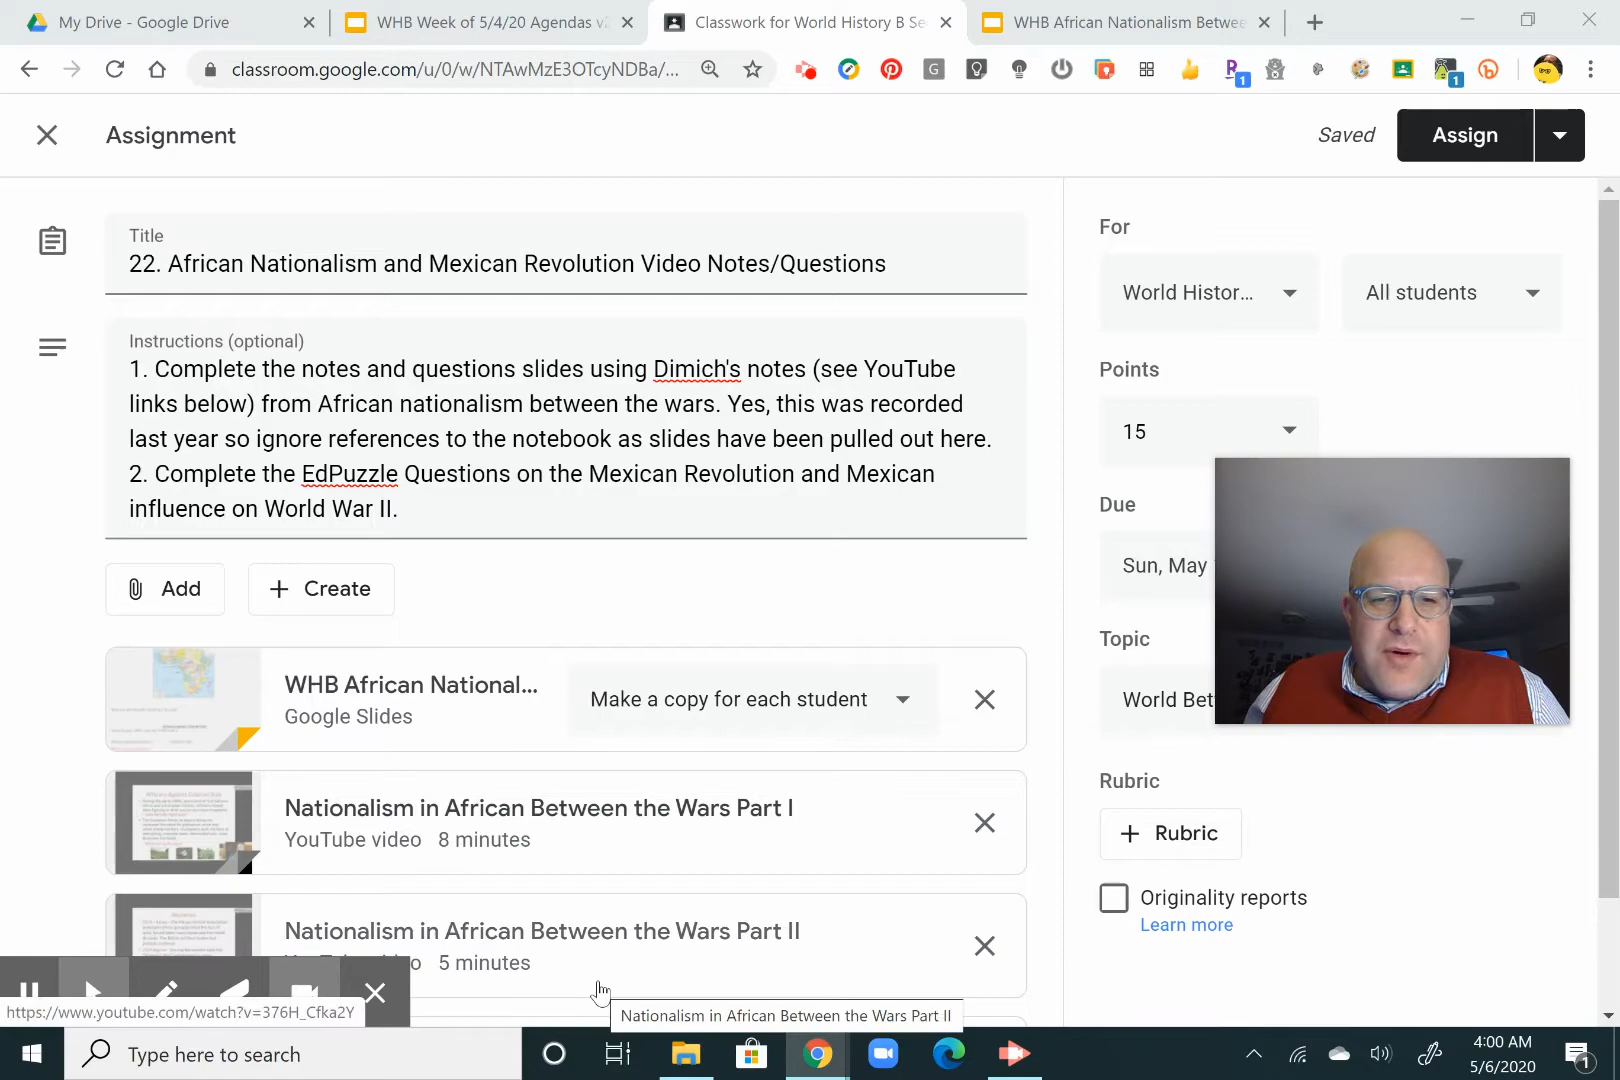 My Drive - Google Drive
WHB Week of 5/4/20 Agendas v2
Classwork for World History B Se
WHB African Nationalism Betwee
classroom.google.com/u/0/w/NTAwMzE3OTcyNDBa/...
Assignment
Saved
Assign
Title
22. African Nationalism and Mexican Revolution Video Notes/Questions
Instructions (optional)
1. Complete the notes and questions slides using Dimich's notes (see YouTube
links below) from African nationalism between the wars. Yes, this was recorded
last year so ignore references to the notebook as slides have been pulled out here.
2. Complete the EdPuzzle Questions on the Mexican Revolution and Mexican
influence on World War II.
Add
Create
WHB African National...
Google Slides
Make a copy for each student
Nationalism in African Between the Wars Part I
YouTube video 8 minutes
Nationalism in African Between the Wars Part II
5 minutes
For
World Histor...
All students
Points
15
Due
Sun, May
Topic
World Bet
Rubric
Rubric
Originality reports
Learn more
https://www.youtube.com/watch?v=376H_Cfka2Y
Nationalism in African Between the Wars Part II
Type here to search
4:00 AM
5/6/2020
1